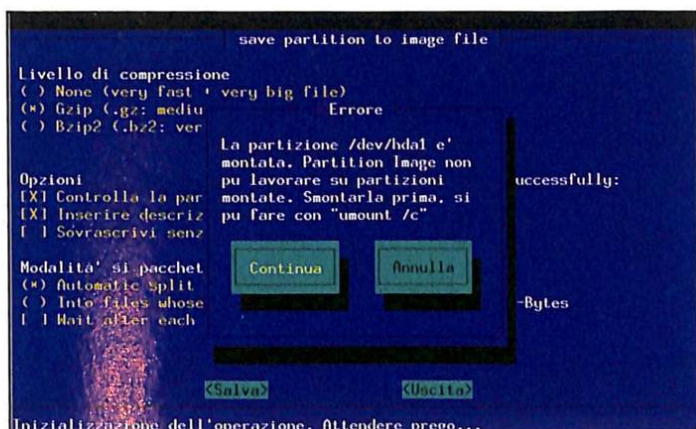 save partition to image file
Livello di compressione
( ) None (very fast + very big file)
(*) Gzip (.gz: mediu
( ) Bzip2 (.bz2: ver
Errore
La partizione /dev/hda1 e'
montata. Partition Image non
pu lavorare su partizioni
montate. Smontarla prima, si
pu fare con "umount /c"
Opzioni
uccessfully:
[X] Controlla la par
[X] Inserire descriz
[ ] Sovrascrivi senz
Continua
Annulla
Modalita' si pacchet
(*) Automatic split
( ) Into files whose
-Bytes
[ ] Wait after each
<Salva>
<Uscita>
Inizializzazione dell'operazione. Attendere prego...